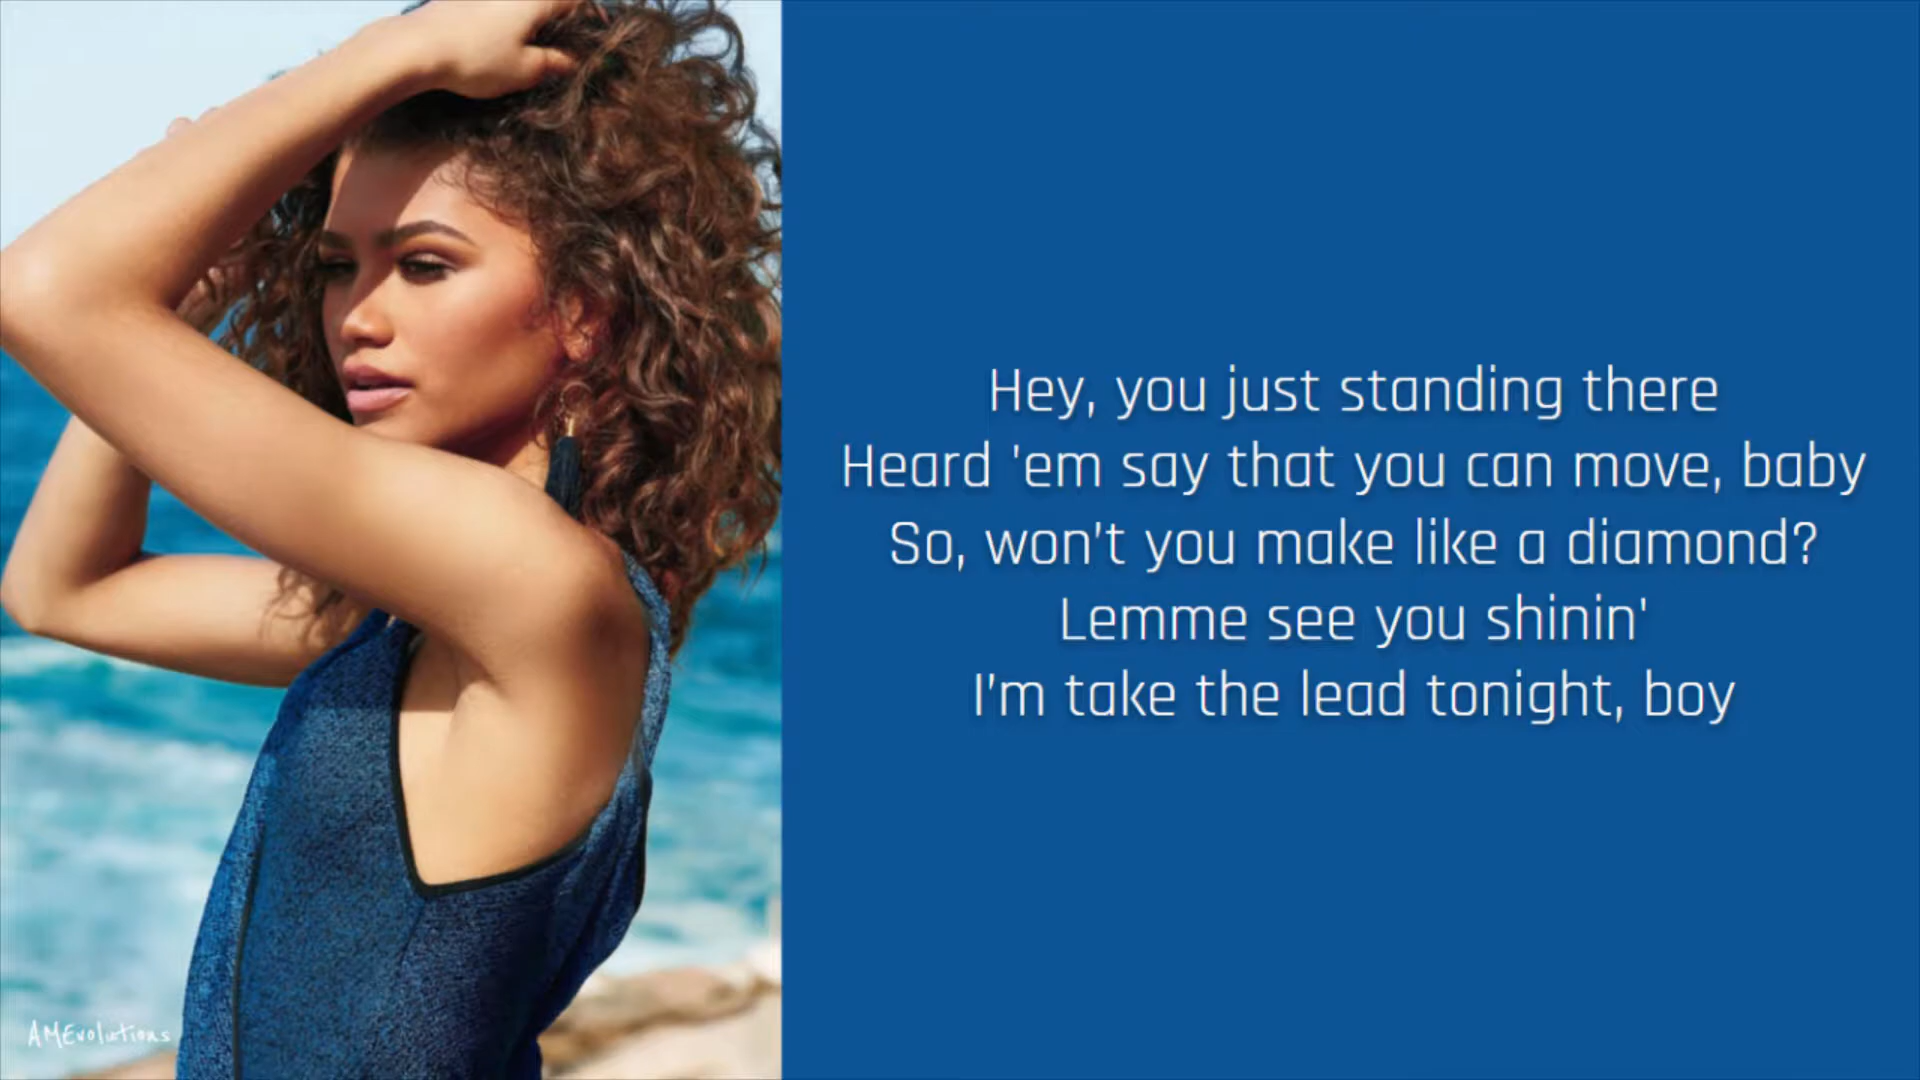 Hey, you just standing there
Heard 'em say that you can move, baby
So, won't you make like a diamond?
Lemme see you shinin'
I'm take the lead tonight, boy
AMEvolutions